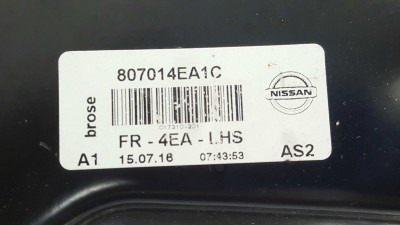 807014EA1C
brose
NISSAN
FR - 4EA - LHS
A1
15.07.16
07:43:53
AS2